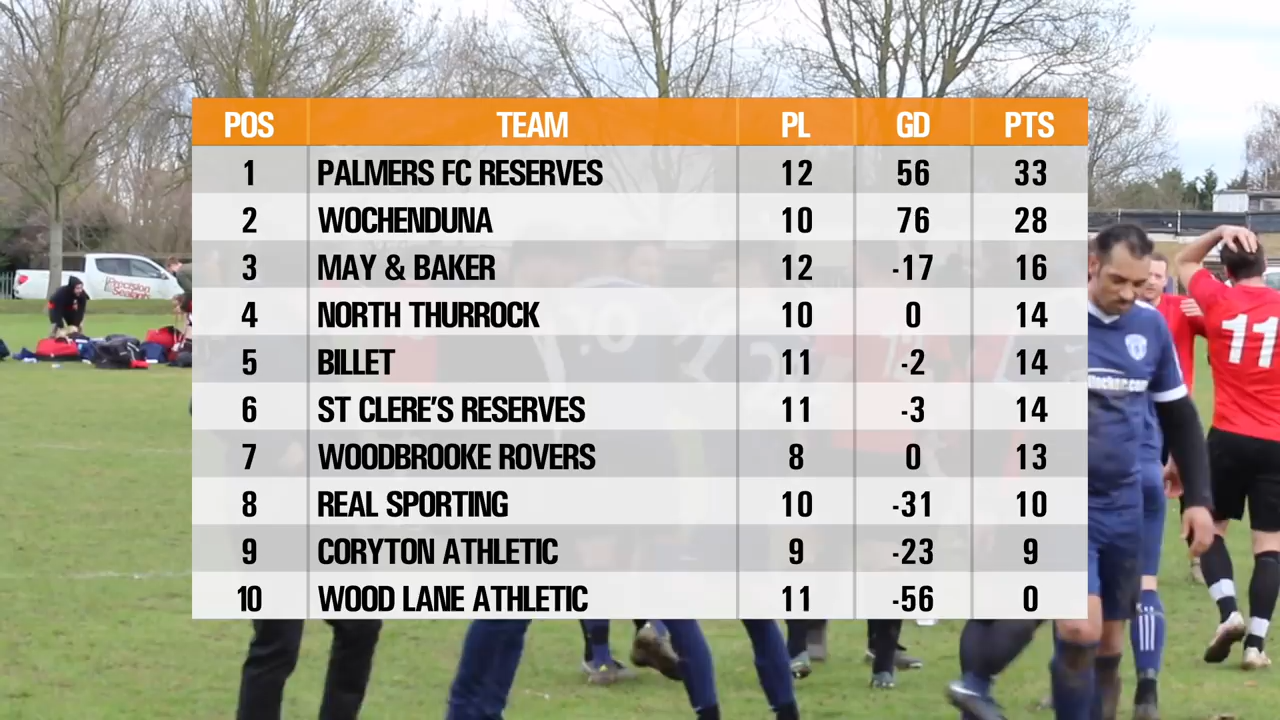 POS TEAM PL GD PTS
1 PALMERS FC RESERVES 12 56 33
2 WOCHENDUNA 10 76 28
3 MAY & BAKER 12 -17 16
4 NORTH THURROCK 10 0 14
5 BILLET 11 -2 14
6 ST CLERE'S RESERVES 11 -3 14
7 WOODBROOKE ROVERS 8 0 13
8 REAL SPORTING 10 -31 10
9 CORYTON ATHLETIC 9 -23 9
10 WOOD LANE ATHLETIC 11 -56 0
Precision
11